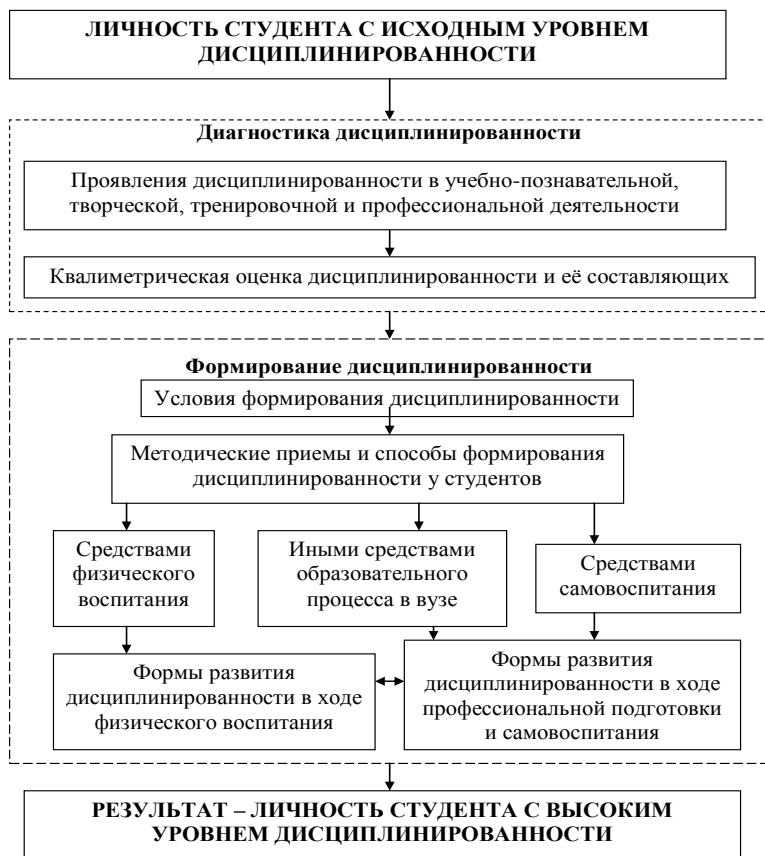 ЛИЧНОСТЬ СТУДЕНТА С ИСХОДНЫМ УРОВНЕМ
ДИСЦИПЛИНИРОВАННОСТИ
Диагностика дисциплинированности
Проявления дисциплинированности в учебно-познавательной,
творческой, тренировочной и профессиональной деятельности
Квалиметрическая оценка дисциплинированности и её составляющих
Формирование дисциплинированности
Условия формирования дисциплинированности
Методические приемы и способы формирования
дисциплинированности у студентов
Средствами
физического
воспитания
Иными средствами
образовательного
процесса в вузе
Средствами
самовоспитания
Формы развития
дисциплинированности в ходе
физического воспитания
Формы развития
дисциплинированности в ходе
профессиональной подготовки
и самовоспитания
РЕЗУЛЬТАТ – ЛИЧНОСТЬ СТУДЕНТА С ВЫСОКИМ
УРОВНЕМ ДИСЦИПЛИНИРОВАННОСТИ